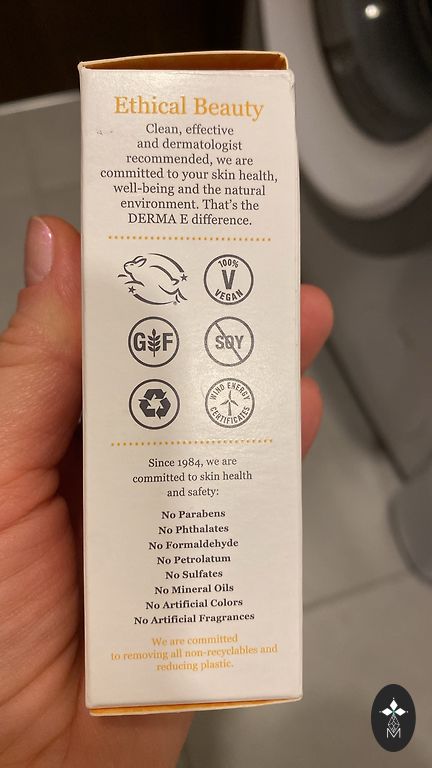 Ethical Beauty
Clean, effective
and dermatologist
recommended, we are
committed to your skin health,
well-being and the natural
environment. That's the
DERMA E difference.
100%
V
VEGAN
GF
SOY
WIND ENERGY
CERTIFICATES
Since 1984, we are
committed to skin health
and safety:
No Parabens
No Phthalates
No Formaldehyde
No Petrolatum
No Sulfates
No Mineral Oils
No Artificial Colors
No Artificial Fragrances
We are committed
to removing all non-recyclables and
reducing plastic.
M